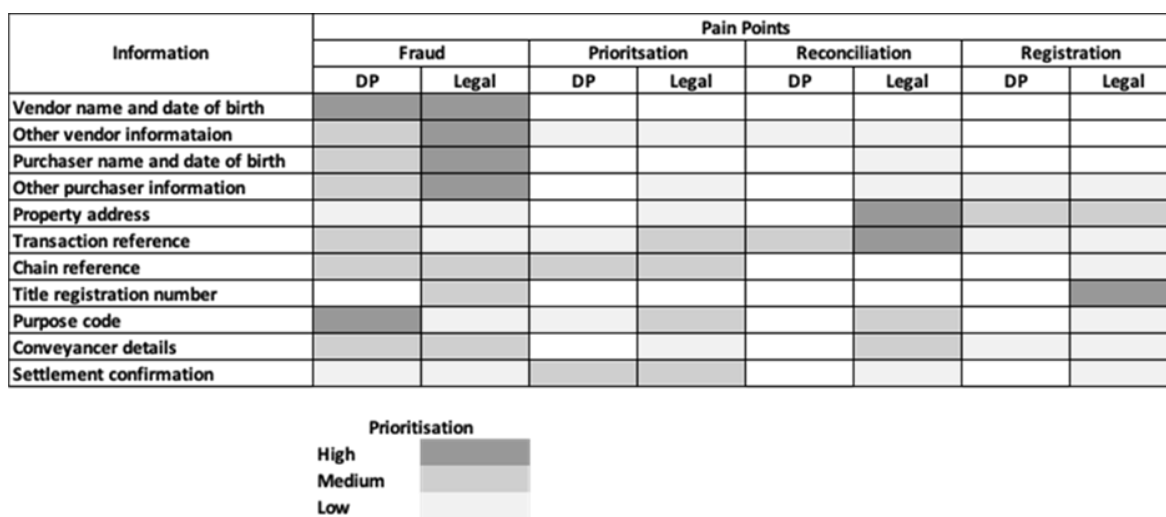 Pain Points
Information
Fraud Prioritsation Reconciliation Registration
DP Legal DP Legal DP Legal DP Legal
Vendor name and date of birth
Other vendor informataion
Purchaser name and date of birth
Other purchaser information
Property address
Transaction reference
Chain reference
Title registration number
Purpose code
Conveyancer details
Settlement confirmation
Prioritisation
High
Medium
Low